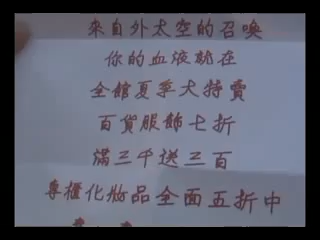 來自外太空的召喚
你的血液就在
全館夏季大特賣
百貨服飾七折
滿三千送三百
專櫃化妝品全面五折中